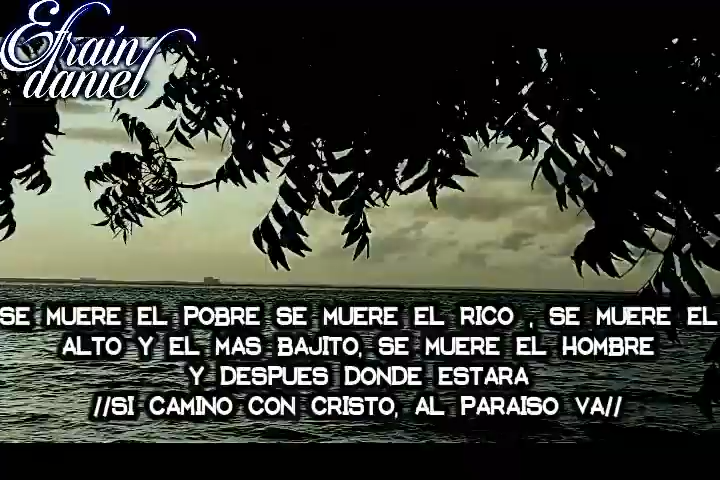 Efraín
daniel
SE MUERE EL POBRE SE MUERE EL RICO , SE MUERE EL
ALTO Y EL MAS BAJITO, SE MUERE EL HOMBRE
Y DESPUES DONDE ESTARA
//SI CAMINO CON CRISTO, AL PARAISO VA//